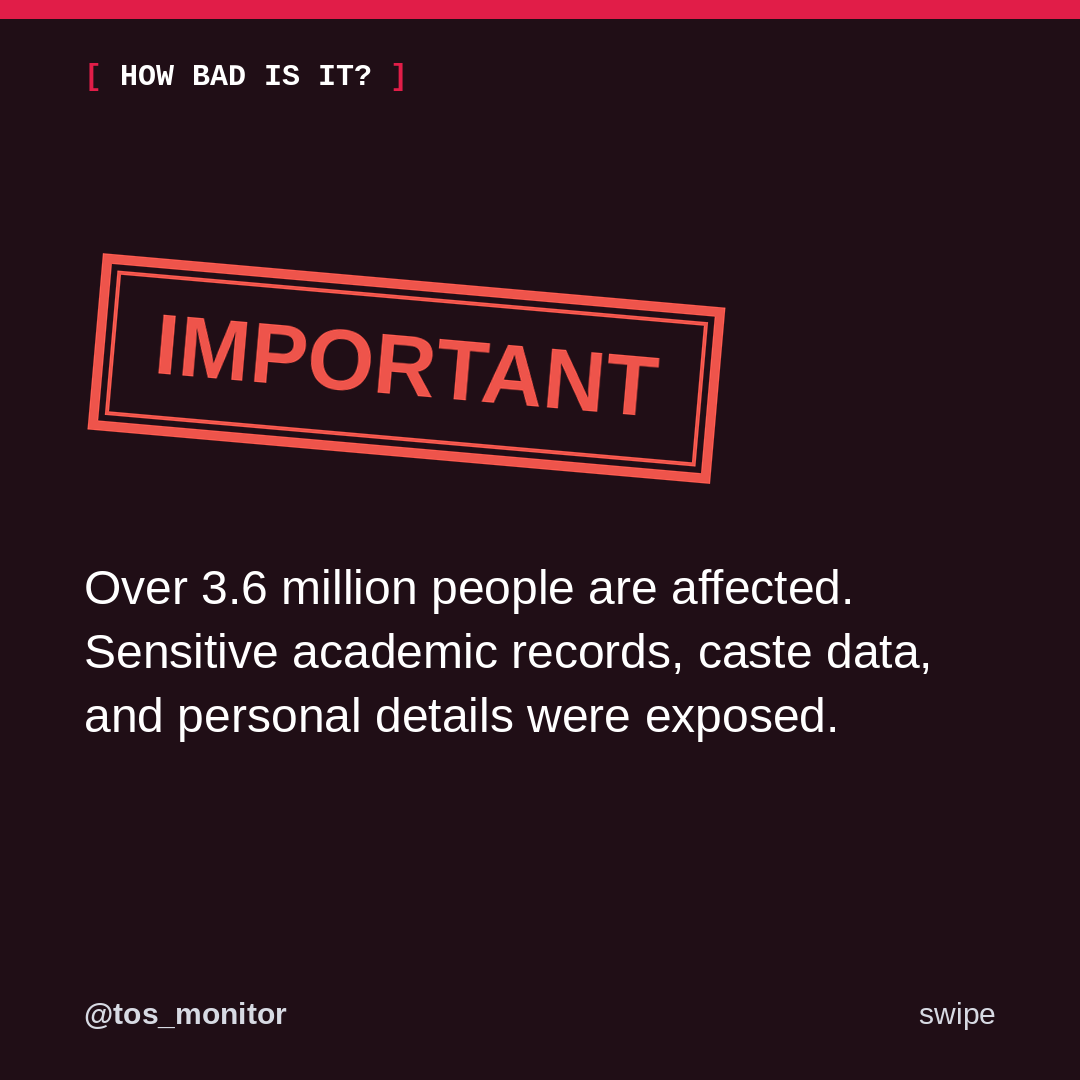 [ HOW BAD IS IT? ]
IMPORTANT
Over 3.6 million people are affected.
Sensitive academic records, caste data,
and personal details were exposed.
@tos_monitor
swipe